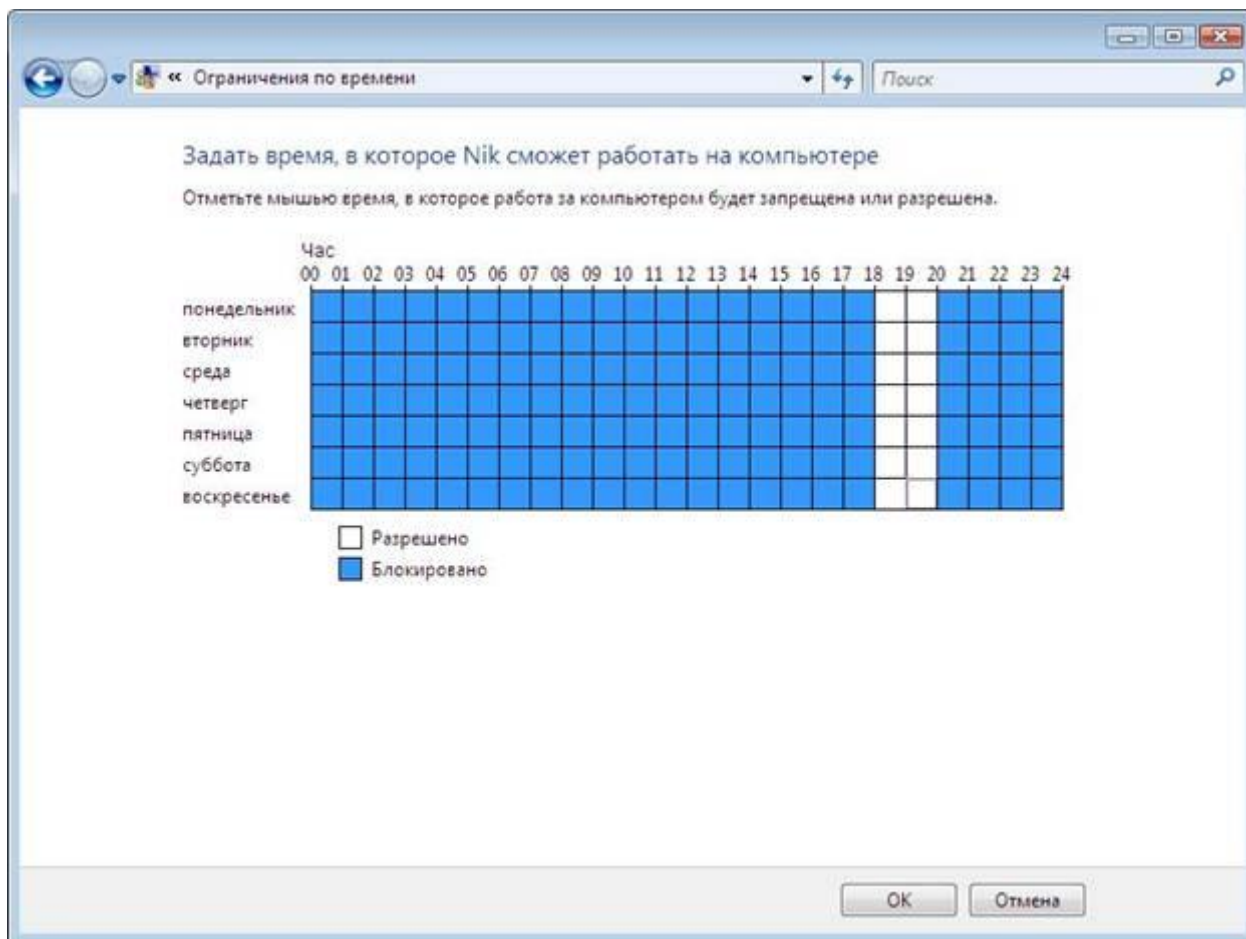 « Ограничения по времени
Поиск
Задать время, в которое Nik сможет работать на компьютере
Отметьте мышью время, в которое работа за компьютером будет запрещена или разрешена.
Час
00 01 02 03 04 05 06 07 08 09 10 11 12 13 14 15 16 17 18 19 20 21 22 23 24
понедельник
вторник
среда
четверг
пятница
суббота
воскресенье
Разрешено
Блокировано
OK Отмена